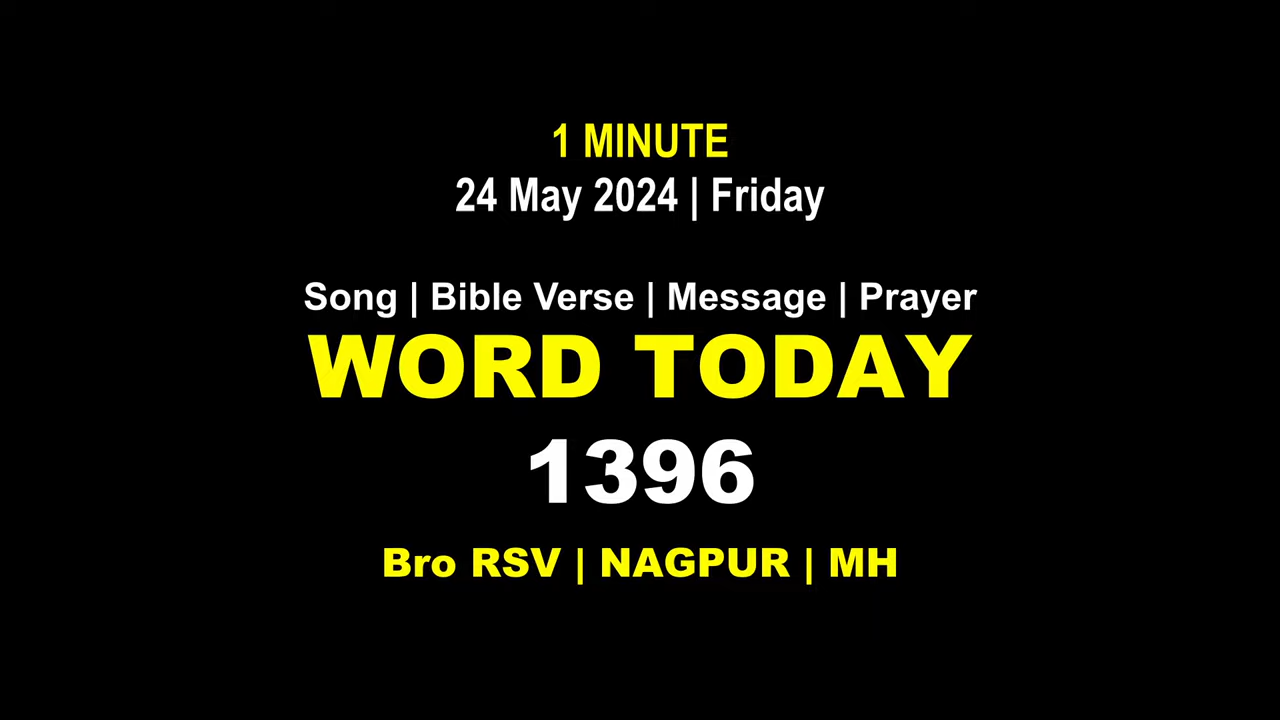 1 MINUTE
24 May 2024 | Friday
Song | Bible Verse | Message | Prayer
WORD TODAY
1396
Bro RSV | NAGPUR | MH